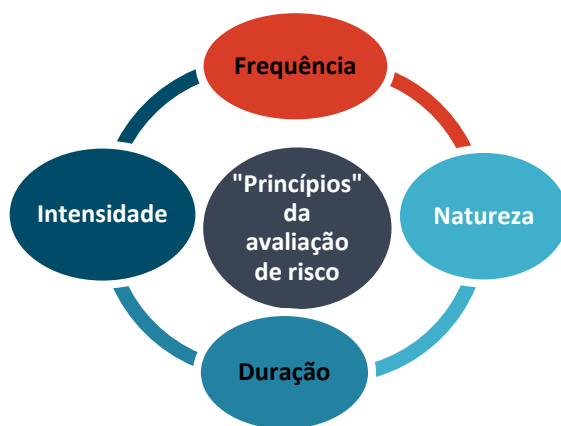 Frequência
Intensidade
"Princípios"
da
avaliação
de risco
Natureza
Duração